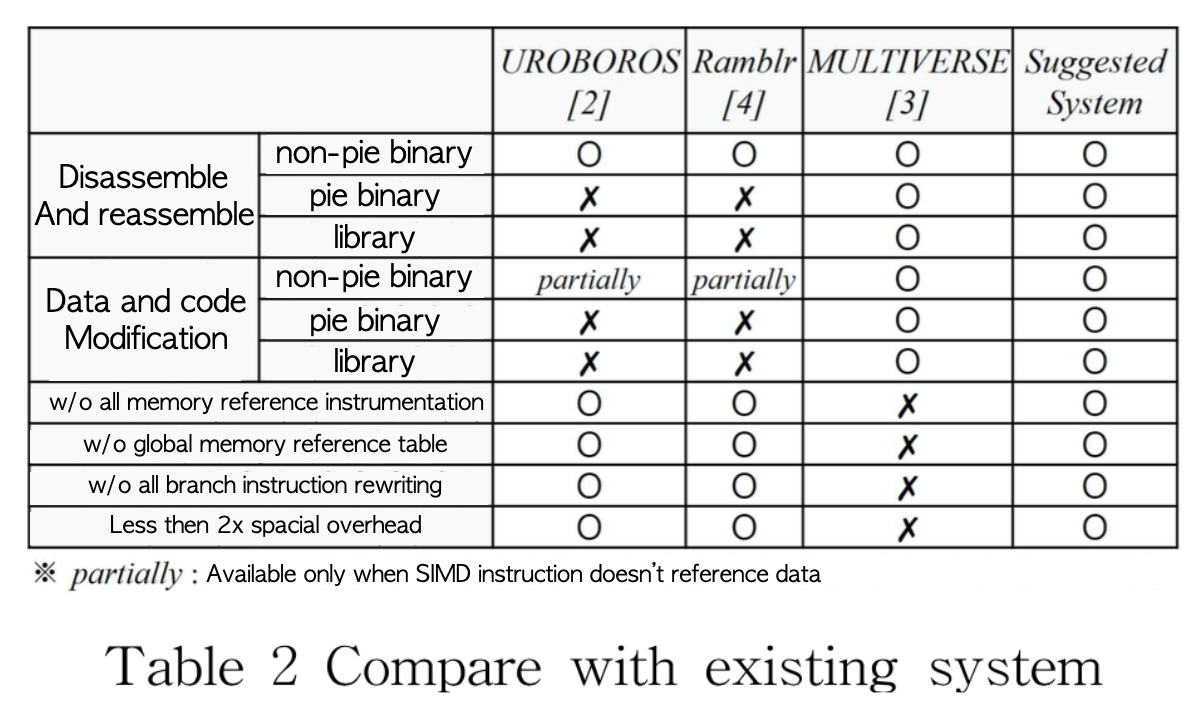 UROBOROS Ramblr MULTIVERSE Suggested
[2] [4] [3] System
Disassemble
And reassemble
non-pie binary O O O O
pie binary ✗ ✗ O O
library ✗ ✗ O O
Data and code
Modification
non-pie binary partially partially O O
pie binary ✗ ✗ O O
library ✗ ✗ O O
w/o all memory reference instrumentation O O ✗ O
w/o global memory reference table O O ✗ O
w/o all branch instruction rewriting O O ✗ O
Less then 2x spacial overhead O O ✗ O
※ partially : Available only when SIMD instruction doesn't reference data
Table 2 Compare with existing system